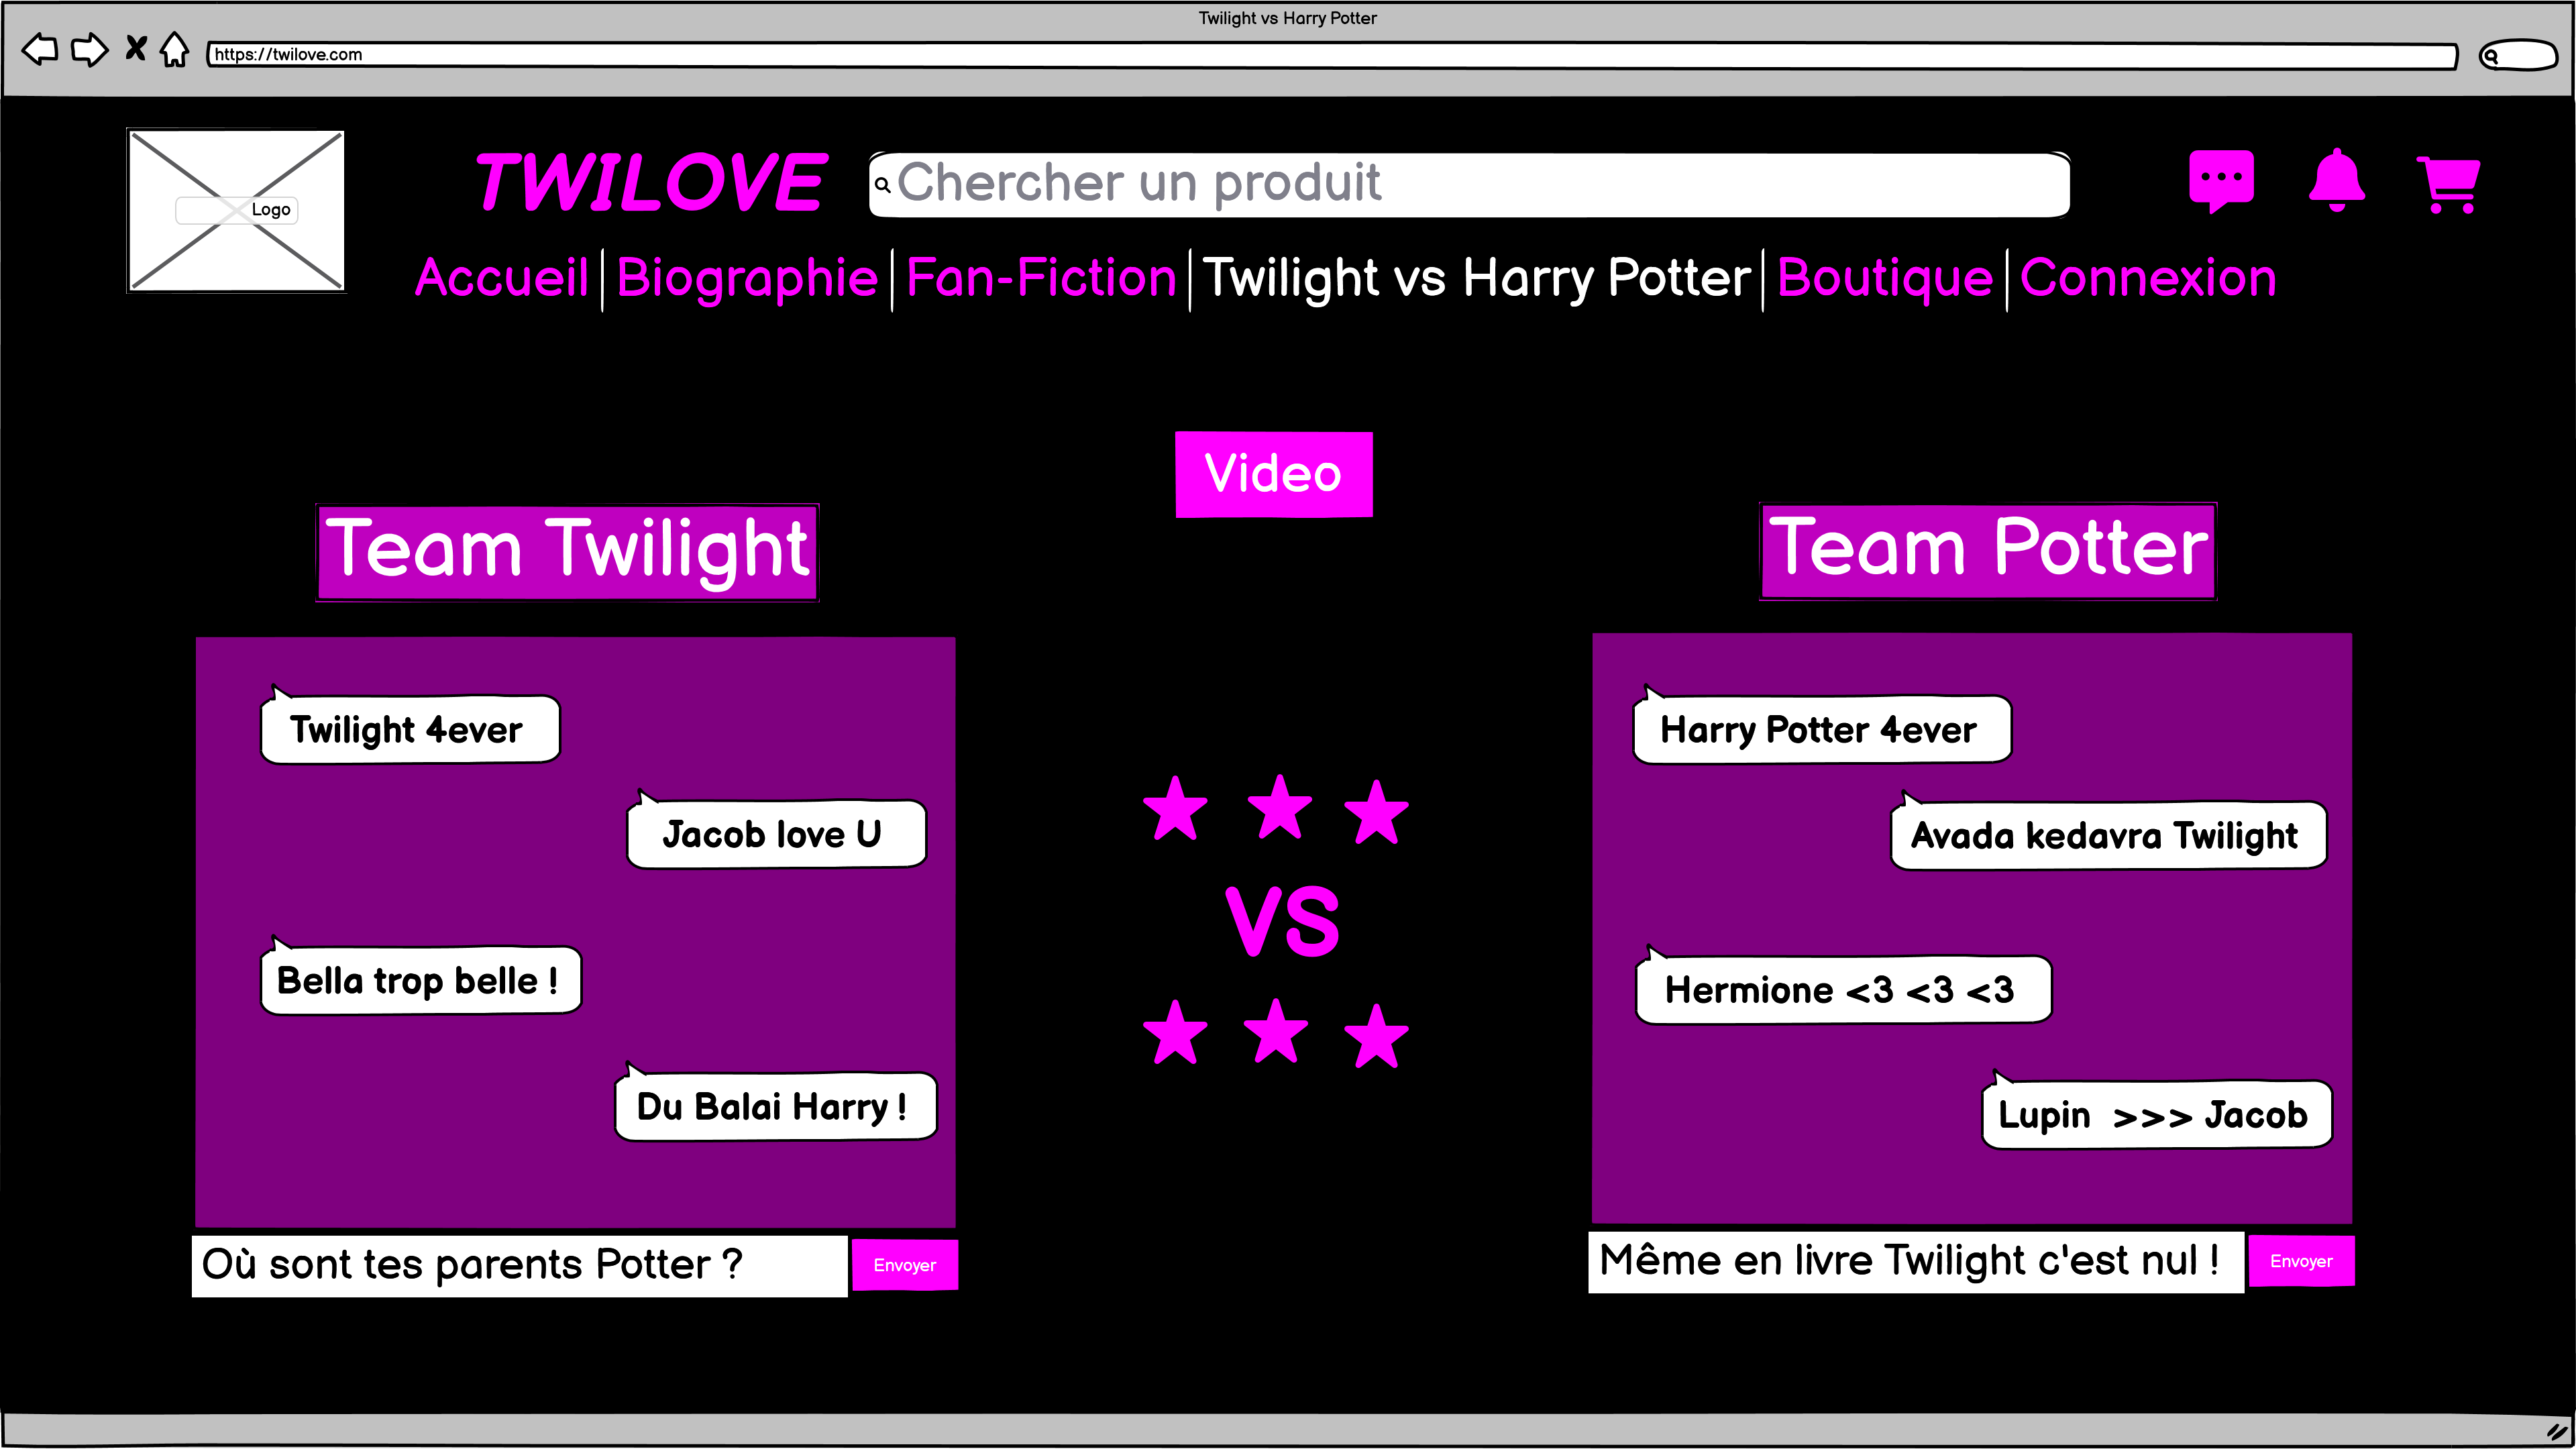 Twilight vs Harry Potter
https://twilove.com
Logo
TWILOVE
Chercher un produit
Accueil Biographie Fan-Fiction Twilight vs Harry Potter Boutique Connexion
Video
Team Twilight
Team Potter
Twilight 4ever
Jacob love U
Bella trop belle !
Du Balai Harry !
Où sont tes parents Potter ?
Envoyer
VS
Harry Potter 4ever
Avada kedavra Twilight
Hermione <3 <3 <3
Lupin >>> Jacob
Même en livre Twilight c'est nul !
Envoyer